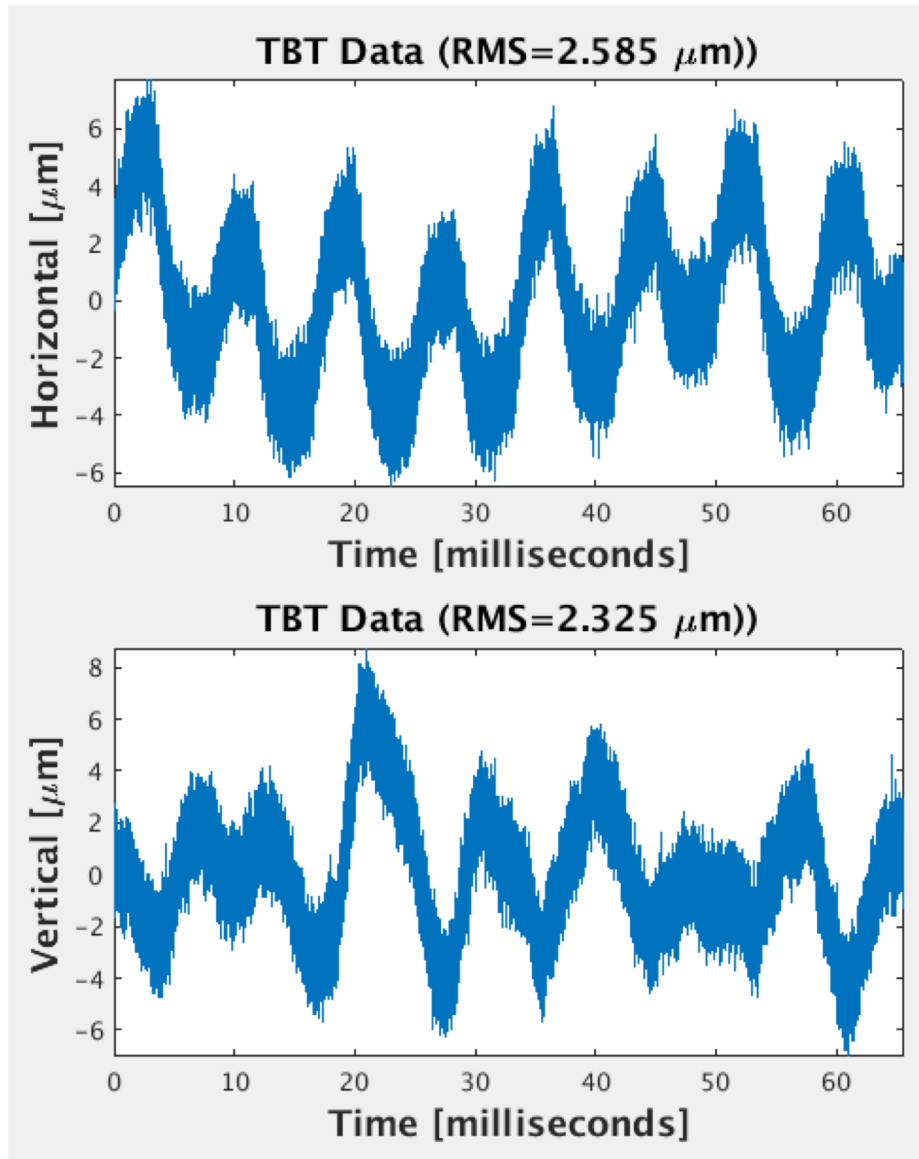 TBT Data (RMS=2.585 μm))
Horizontal [μm]
6
4
2
0
−2
−4
−6
0 10 20 30 40 50 60
Time [milliseconds]
TBT Data (RMS=2.325 μm))
Vertical [μm]
8
6
4
2
0
−2
−4
−6
0 10 20 30 40 50 60
Time [milliseconds]